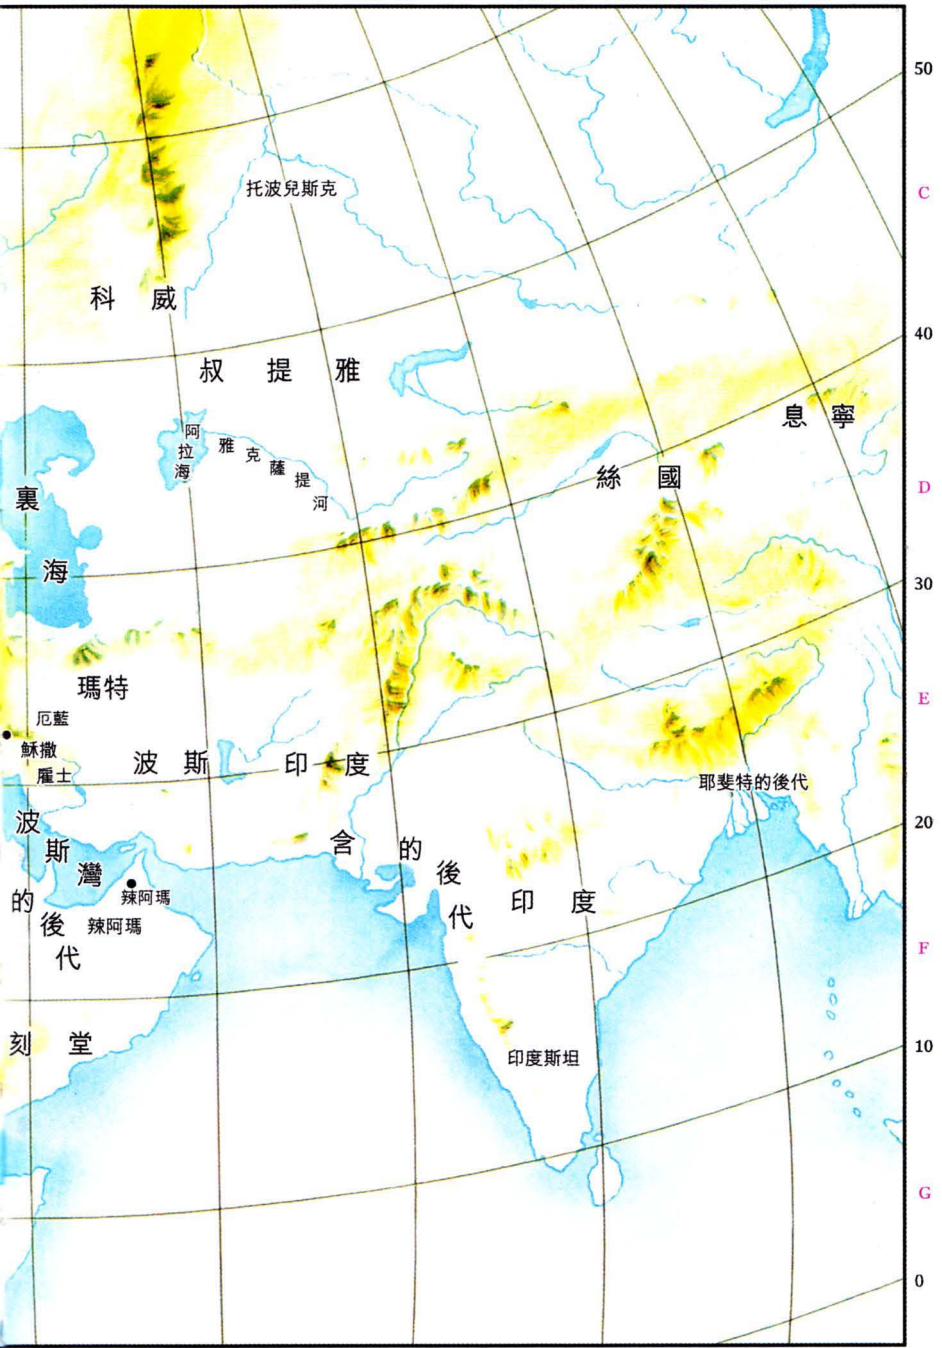 50
C
托波兒斯克
科威
40
叔提雅
息寧
阿拉海
雅克薩提河
絲國
D
裏海
30
瑪特
E
厄藍
穌撒
雇士
波斯
印度
耶斐特的後代
20
波斯灣
含的後代
辣阿瑪
辣阿瑪
的後代
印度
F
刻堂
10
印度斯坦
G
0